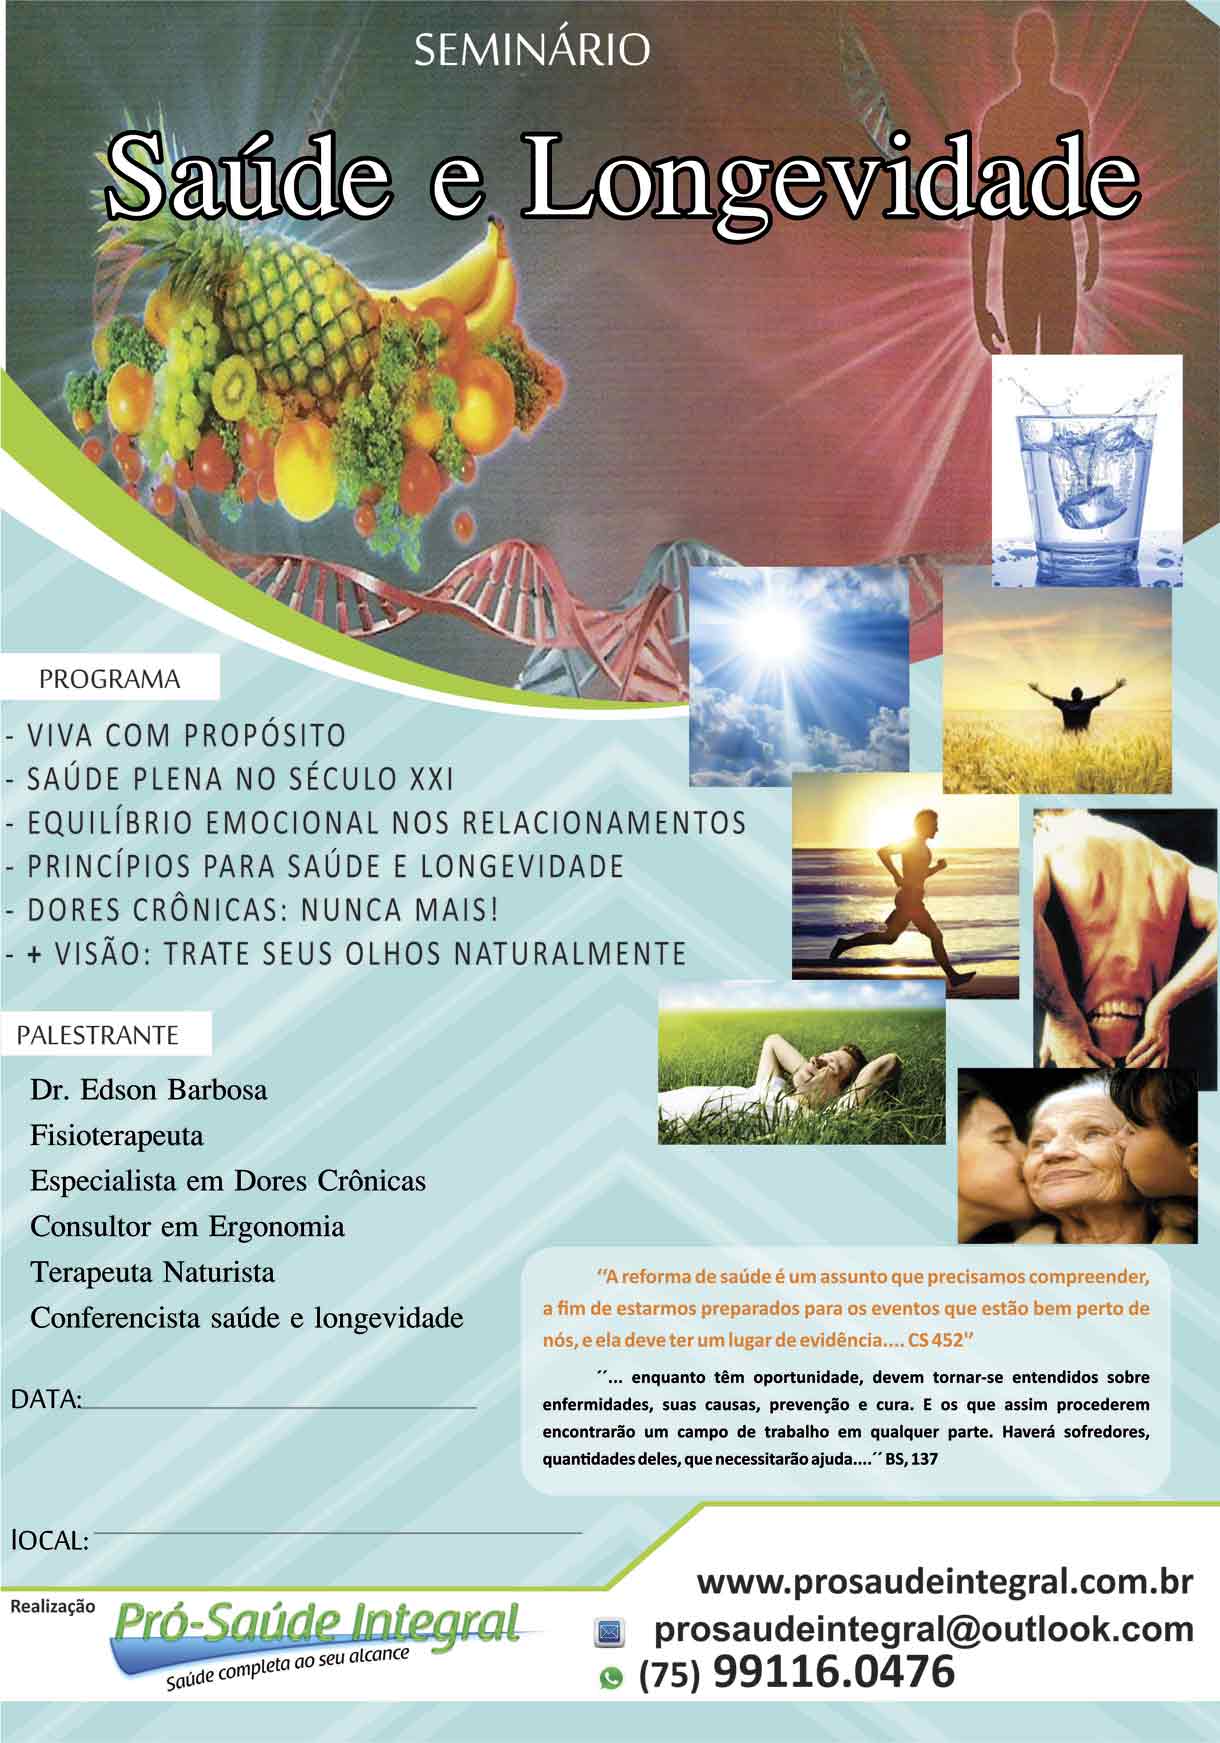 SEMINÁRIO
Saúde e Longevidade
PROGRAMA
- VIVA COM PROPÓSITO
- SAÚDE PLENA NO SÉCULO XXI
- EQUILÍBRIO EMOCIONAL NOS RELACIONAMENTOS
- PRINCÍPIOS PARA SAÚDE E LONGEVIDADE
- DORES CRÔNICAS: NUNCA MAIS!
- + VISÃO: TRATE SEUS OLHOS NATURALMENTE
PALESTRANTE
Dr. Edson Barbosa
Fisioterapeuta
Especialista em Dores Crônicas
Consultor em Ergonomia
Terapeuta Naturista
Conferencista saúde e longevidade
DATA:
lOCAL:
‘‘A reforma de saúde é um assunto que precisamos compreender,
a fim de estarmos preparados para os eventos que estão bem perto de
nós, e ela deve ter um lugar de evidência.... CS 452’’
´´... enquanto têm oportunidade, devem tornar-se entendidos sobre
enfermidades, suas causas, prevenção e cura. E os que assim procederem
encontrarão um campo de trabalho em qualquer parte. Haverá sofredores,
quantidades deles, que necessitarão ajuda....´´ BS, 137
Realização
Pró-Saúde Integral
Saúde completa ao seu alcance
www.prosaudeintegral.com.br
prosaudeintegral@outlook.com
(75) 99116.0476